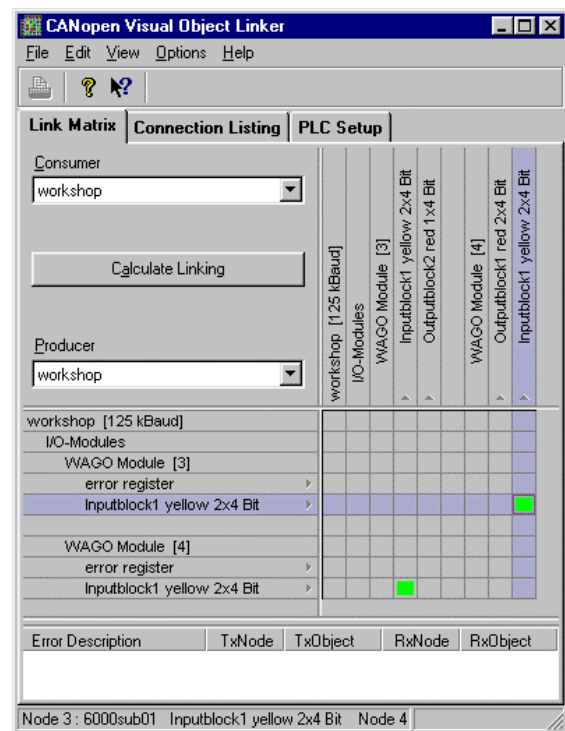 CANopen Visual Object Linker
File Edit View Options Help
Link Matrix Connection Listing PLC Setup
Consumer
workshop
Calculate Linking
Producer
workshop
workshop [125 kBaud]
I/O-Modules
WAGO Module [3]
Inputblock1 yellow 2x4 Bit
Outputblock2 red 1x4 Bit
WAGO Module [4]
Outputblock1 red 2x4 Bit
Inputblock1 yellow 2x4 Bit
workshop [125 kBaud]
I/O-Modules
WAGO Module [3]
error register
Inputblock1 yellow 2x4 Bit
WAGO Module [4]
error register
Inputblock1 yellow 2x4 Bit
Error Description TxNode TxObject RxNode RxObject
Node 3 : 6000sub01 Inputblock1 yellow 2x4 Bit Node 4